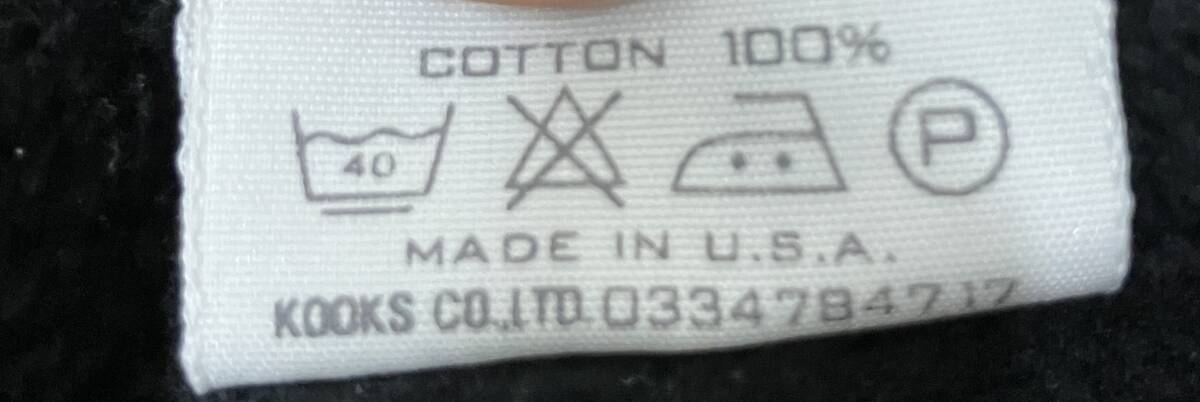 COTTON 100%
40 P
MADE IN U.S.A.
KOOKS CO.,LTD. 0334784717